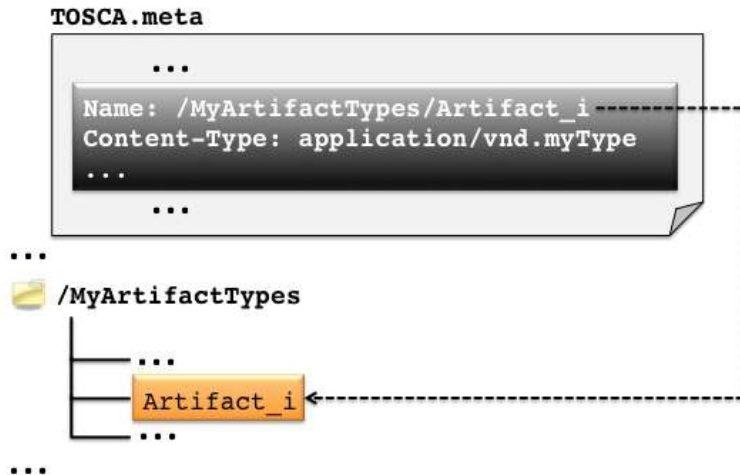 TOSCA.meta
...
Name: /MyArtifactTypes/Artifact_i
Content-Type: application/vnd.myType
...
...
...
/MyArtifactTypes
...
Artifact_i
...
...